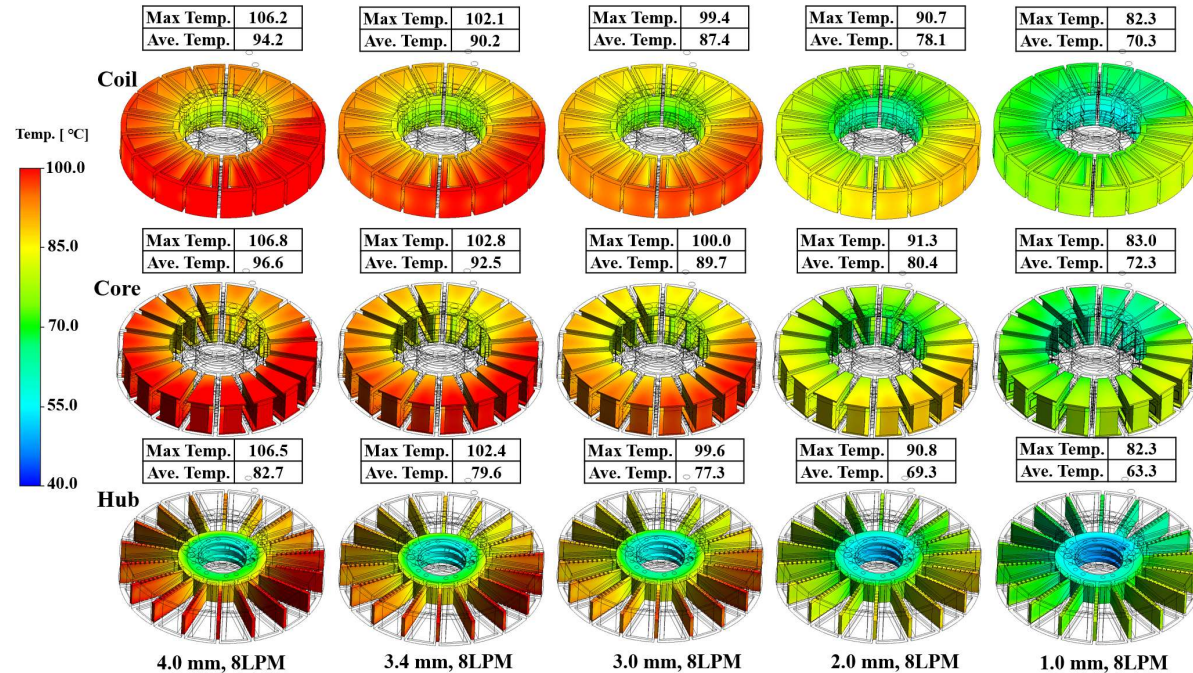 Max Temp. 106.2 Max Temp. 102.1 Max Temp. 99.4 Max Temp. 90.7 Max Temp. 82.3
Ave. Temp. 94.2 Ave. Temp. 90.2 Ave. Temp. 87.4 Ave. Temp. 78.1 Ave. Temp. 70.3
Coil
Temp. [ °C]
100.0
85.0
70.0
55.0
40.0
Max Temp. 106.8 Max Temp. 102.8 Max Temp. 100.0 Max Temp. 91.3 Max Temp. 83.0
Ave. Temp. 96.6 Ave. Temp. 92.5 Ave. Temp. 89.7 Ave. Temp. 80.4 Ave. Temp. 72.3
Core
Max Temp. 106.5 Max Temp. 102.4 Max Temp. 99.6 Max Temp. 90.8 Max Temp. 82.3
Ave. Temp. 82.7 Ave. Temp. 79.6 Ave. Temp. 77.3 Ave. Temp. 69.3 Ave. Temp. 63.3
Hub
4.0 mm, 8LPM 3.4 mm, 8LPM 3.0 mm, 8LPM 2.0 mm, 8LPM 1.0 mm, 8LPM